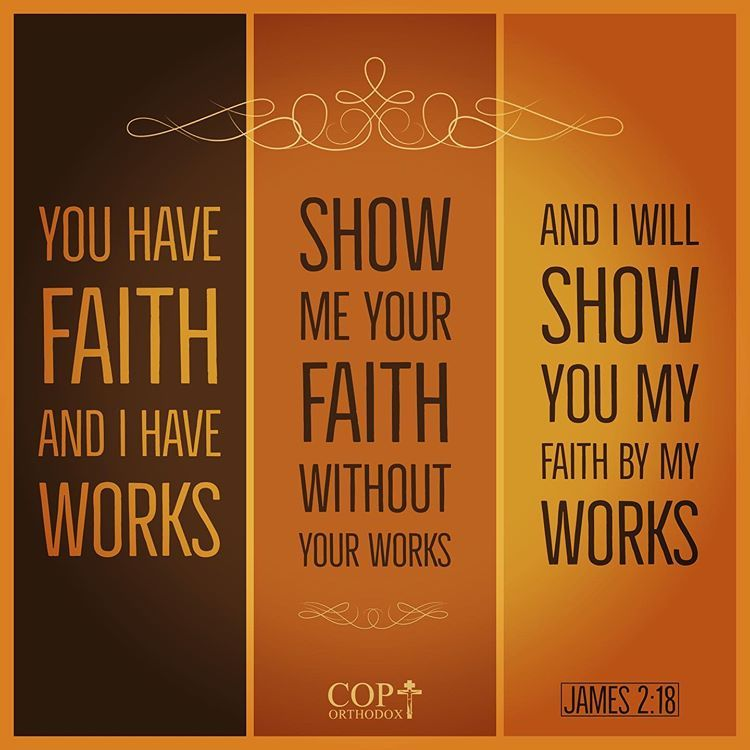 YOU HAVE
FAITH
AND I HAVE
WORKS
SHOW
ME YOUR
FAITH
WITHOUT
YOUR WORKS
AND I WILL
SHOW
YOU MY
FAITH BY MY
WORKS
COPT
ORTHODOX
JAMES 2:18